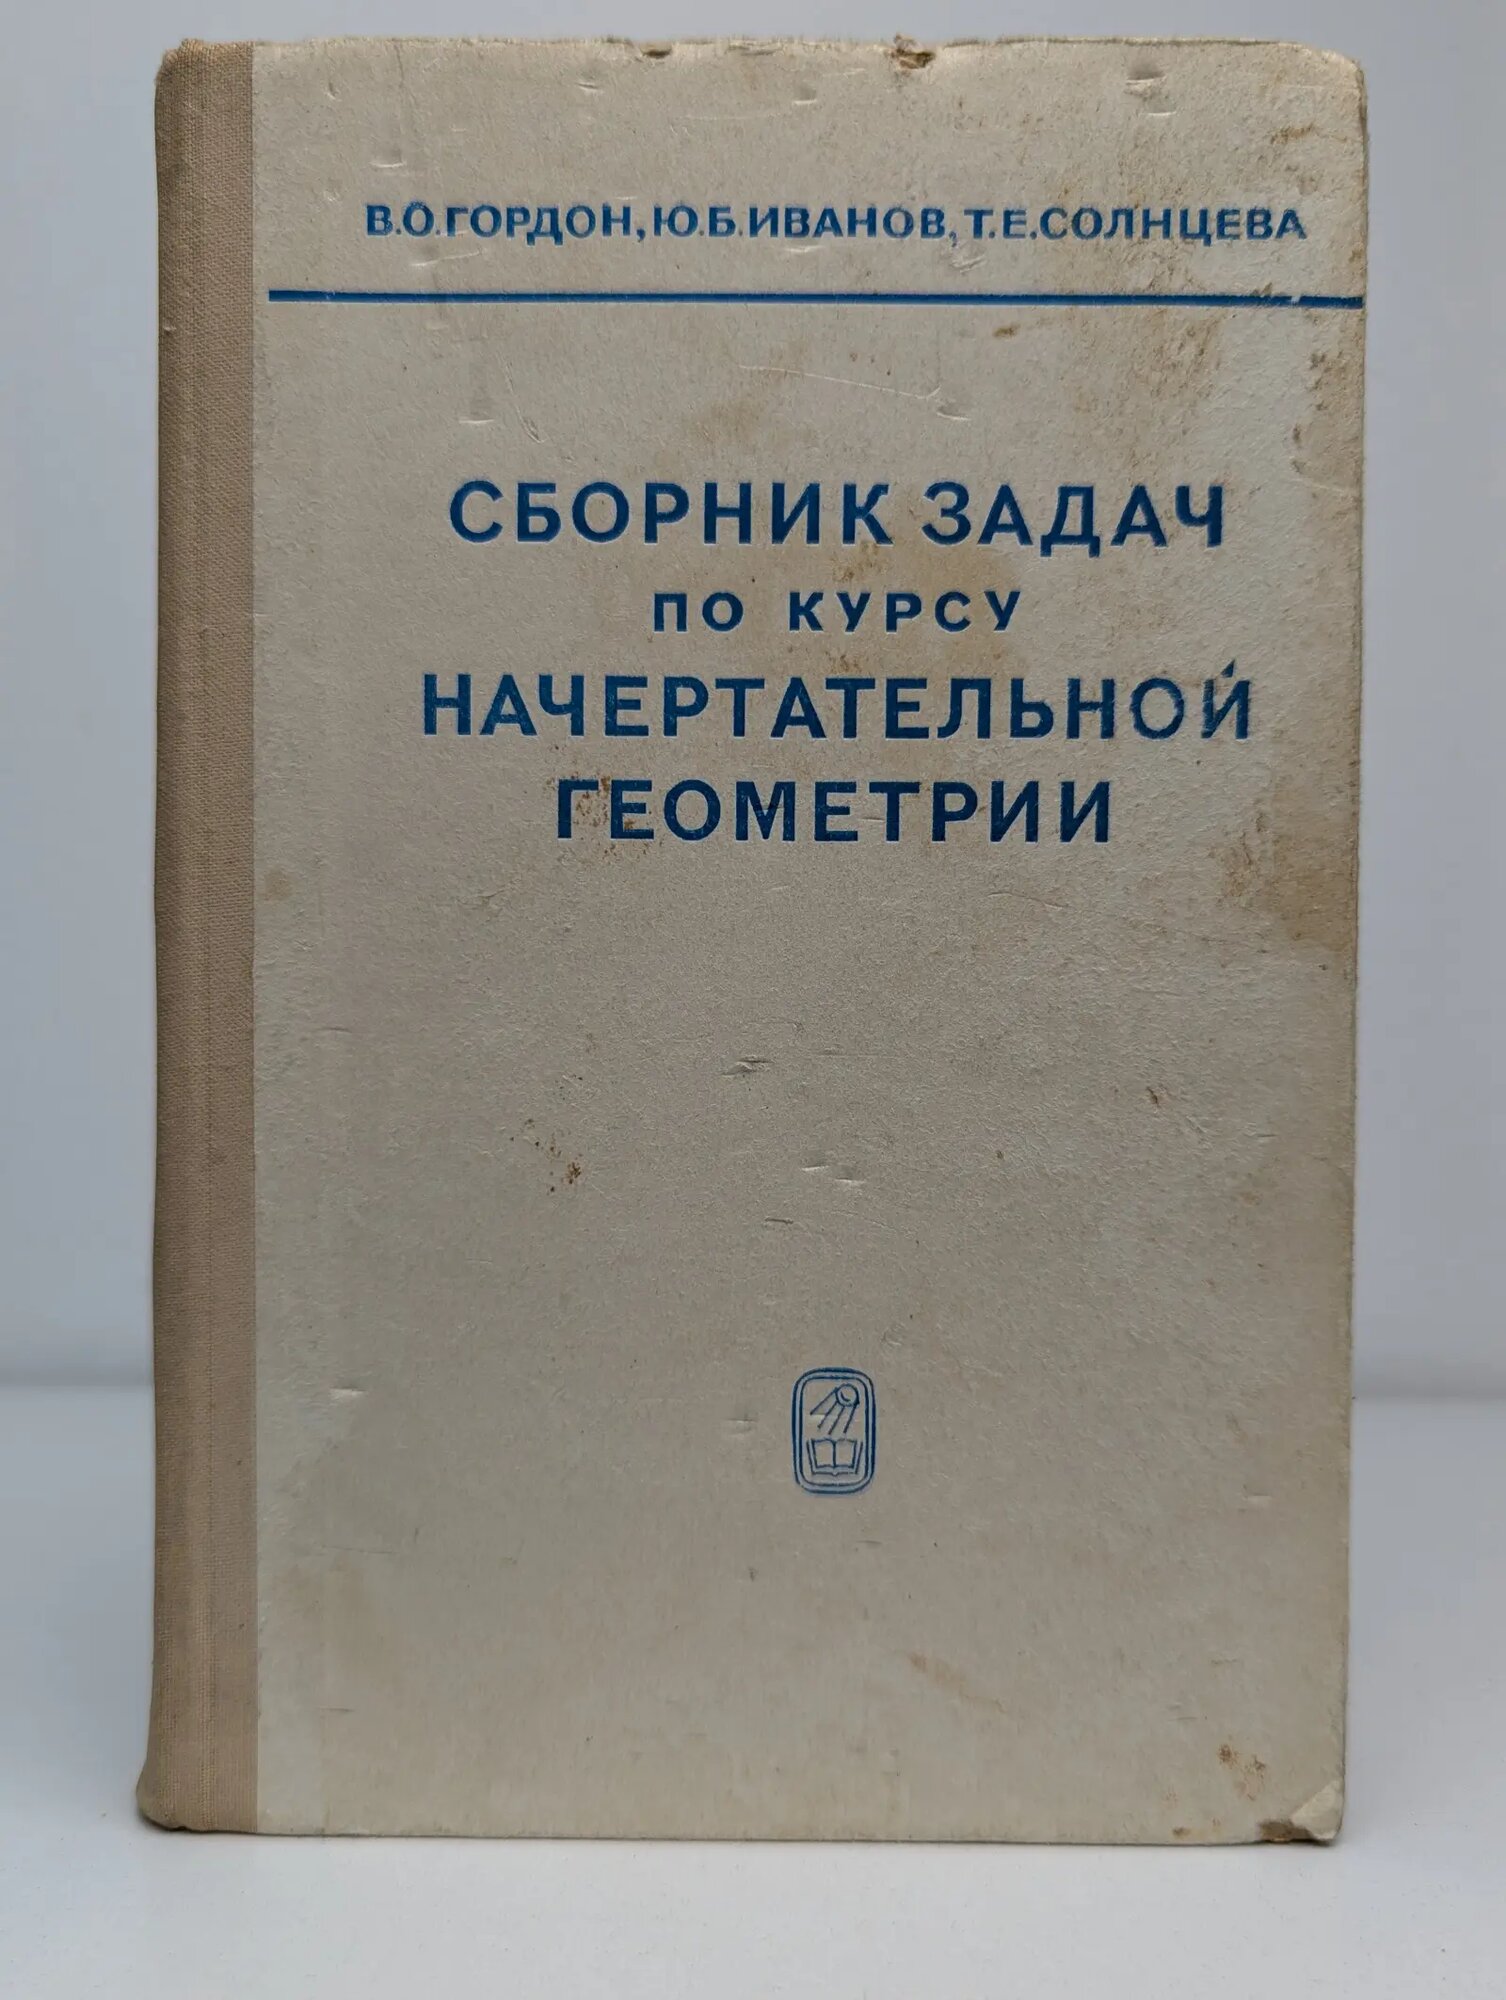 В.О.ГОРДОН, Ю.Б.ИВАНОВ, Т.Е.СОЛНЦЕВА
СБОРНИК ЗАДАЧ
ПО КУРСУ
НАЧЕРТАТЕЛЬНОЙ
ГЕОМЕТРИИ